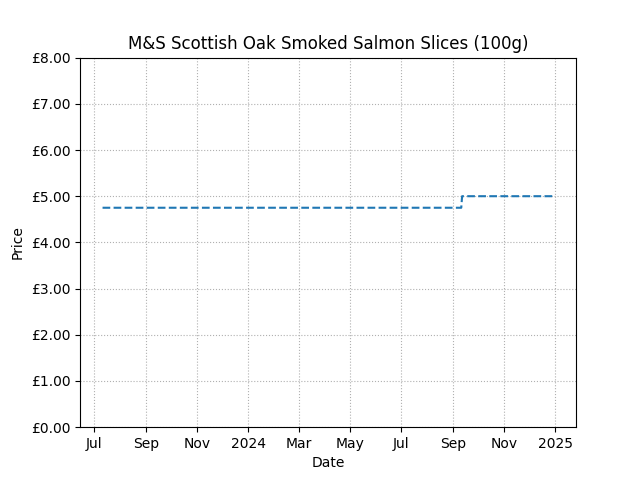 M&S Scottish Oak Smoked Salmon Slices (100g)
£8.00
£7.00
£6.00
£5.00
£4.00
£3.00
£2.00
£1.00
£0.00
Price
Jul Sep Nov 2024 Mar May Jul Sep Nov 2025
Date